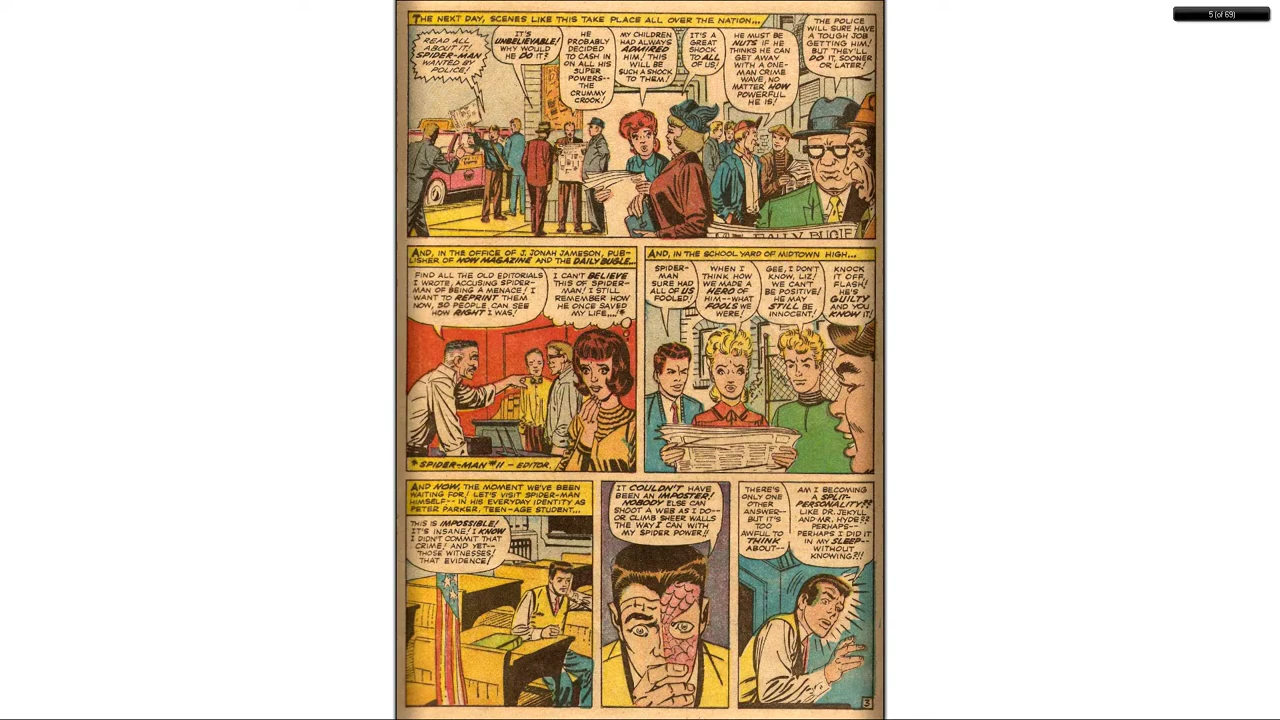 5 (of 69)
THE NEXT DAY, SCENES LIKE THIS TAKE PLACE ALL OVER THE NATION...
READ ALL
ABOUT IT!
SPIDER-MAN
WANTED BY
POLICE!
IT'S
UNBELIEVABLE!
WHY WOULD
HE DO IT?
HE
PROBABLY
DECIDED
TO CASH IN
ON ALL HIS
SUPER
POWERS--
THE
CRUMMY
CROOK!
MY CHILDREN
HAD ALWAYS
ADMIRED
HIM! THIS
WILL BE
SUCH A SHOCK
TO THEM!
IT'S A
GREAT
SHOCK
TO ALL
OF US!
HE MUST BE
NUTS IF HE
THINKS HE CAN
GET AWAY
WITH A ONE-
MAN CRIME
WAVE, NO
MATTER HOW
POWERFUL
HE IS!
THE POLICE
WILL SURE HAVE
A TOUGH JOB
GETTING HIM!
BUT THEY'LL
DO IT, SOONER
OR LATER!
DAILY BUGLE
AND, IN THE OFFICE OF J. JONAH JAMESON, PUB-
LISHER OF NOW MAGAZINE AND THE DAILY BUGLE...
FIND ALL THE OLD EDITORIALS
I WROTE, ACCUSING SPIDER-
MAN OF BEING A MENACE! I
WANT TO REPRINT THEM
NOW, SO PEOPLE CAN SEE
HOW RIGHT I WAS!
I CAN'T BELIEVE
THIS OF SPIDER-
MAN! I STILL
REMEMBER HOW
HE ONCE SAVED
MY LIFE....!*
* SPIDER-MAN #11 - EDITOR.
AND, IN THE SCHOOL YARD OF MIDTOWN HIGH...
SPIDER-
MAN
SURE HAD
ALL OF US
FOOLED!
WHEN I
THINK HOW
WE MADE A
HERO OF
HIM--WHAT
FOOLS WE
WERE!
GEE, I DON'T
KNOW, LIZ!
WE CAN'T
BE POSITIVE!
HE MAY
STILL BE
INNOCENT!
KNOCK
IT OFF,
FLASH!
HE'S
GUILTY
AND YOU
KNOW IT!
AND NOW, THE MOMENT WE'VE BEEN
WAITING FOR! LET'S VISIT SPIDER-MAN
HIMSELF-- IN HIS EVERYDAY IDENTITY AS
PETER PARKER, TEEN-AGE STUDENT...
THIS IS IMPOSSIBLE!
IT'S INSANE! I KNOW
I DIDN'T COMMIT THAT
CRIME! AND YET--
THOSE WITNESSES!
THAT EVIDENCE!
IT COULDN'T HAVE
BEEN AN IMPOSTER!
NOBODY ELSE CAN
SHOOT A WEB AS I DO--
OR CLIMB SHEER WALLS
THE WAY I CAN WITH
MY SPIDER POWER!!
THERE'S
ONLY ONE
OTHER
ANSWER--
BUT IT'S
TOO
AWFUL TO
THINK
ABOUT--
AM I BECOMING
A SPLIT-
PERSONALITY??
LIKE DR. JEKYLL
AND MR. HYDE??
PERHAPS--
PERHAPS I DID IT
IN MY SLEEP--
WITHOUT
KNOWING?!!
3